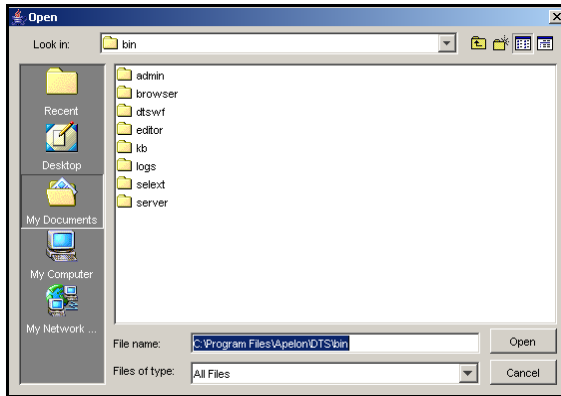 Open
Look in:
bin
Recent
Desktop
My Documents
My Computer
My Network ...
admin
browser
dtswf
editor
kb
logs
selext
server
File name:
C:\Program Files\Apelon\DTS\bin
Open
Files of type:
All Files
Cancel